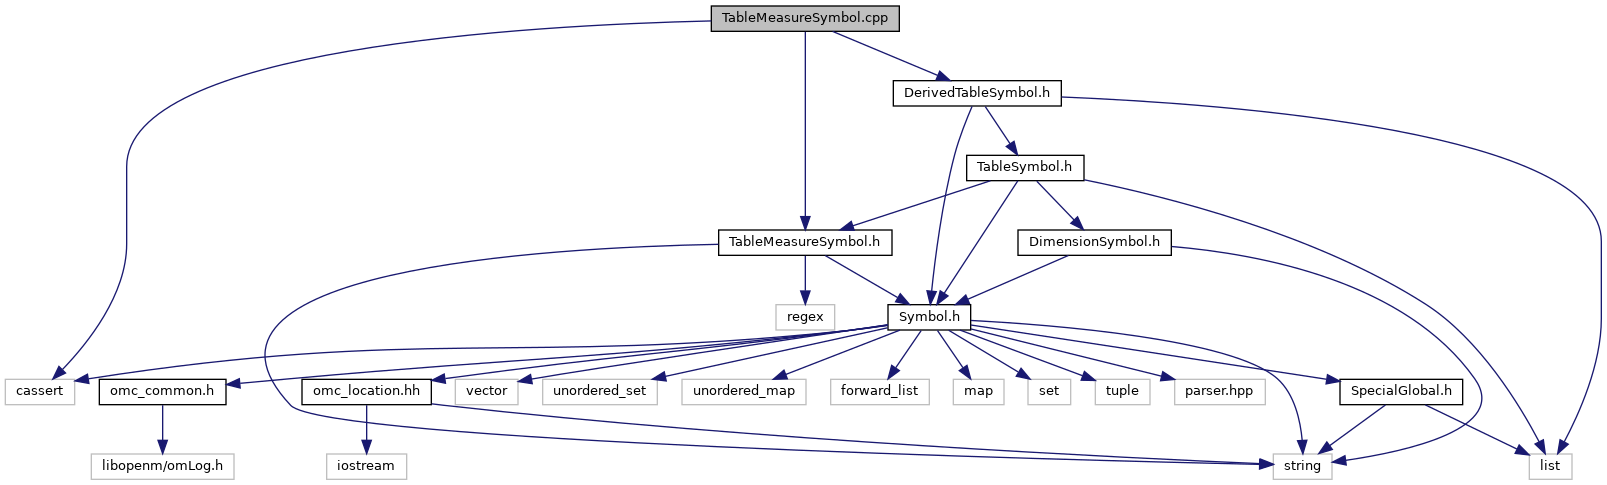 TableMeasureSymbol.cpp
DerivedTableSymbol.h
TableSymbol.h
TableMeasureSymbol.h
DimensionSymbol.h
regex
Symbol.h
cassert
omc_common.h
omc_location.hh
vector
unordered_set
unordered_map
forward_list
map
set
tuple
parser.hpp
SpecialGlobal.h
libopenm/omLog.h
iostream
string
list